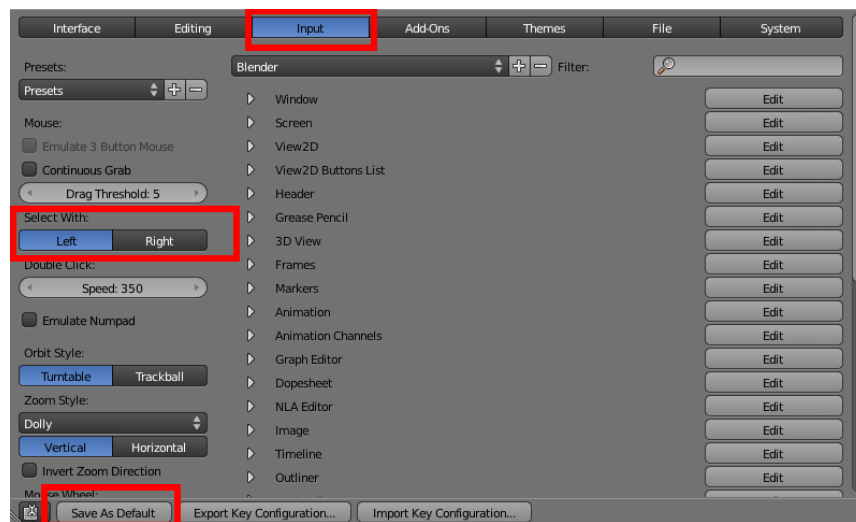 Interface Editing Input Add-Ons Themes File System
Presets:
Presets
Mouse:
Emulate 3 Button Mouse
Continuous Grab
Drag Threshold: 5
Select With:
Left Right
Double Click:
Speed: 350
Emulate Numpad
Orbit Style:
Turntable Trackball
Zoom Style:
Dolly
Vertical Horizontal
Invert Zoom Direction
Mouse Wheel:
Blender Filter:
Window Edit
Screen Edit
View2D Edit
View2D Buttons List Edit
Header Edit
Grease Pencil Edit
3D View Edit
Frames Edit
Markers Edit
Animation Edit
Animation Channels Edit
Graph Editor Edit
Dopesheet Edit
NLA Editor Edit
Image Edit
Timeline Edit
Outliner Edit
Save As Default Export Key Configuration... Import Key Configuration...